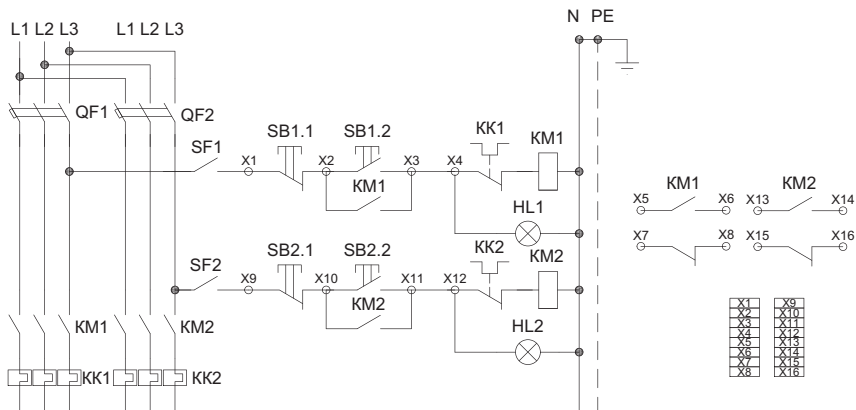 L1 L2 L3 L1 L2 L3 N PE
QF1 QF2
SF1 X1 SB1.1 X2 SB1.2 X3 X4 KK1 KM1
KM1
HL1
X5 KM1 X6 X13 KM2 X14
X7 X8 X15 X16
SF2 X9 SB2.1 X10 SB2.2 X11 X12 KK2 KM2
KM2
HL2
KM1 KM2
KK1 KK2
X1 X9
X2 X10
X3 X11
X4 X12
X5 X13
X6 X14
X7 X15
X8 X16